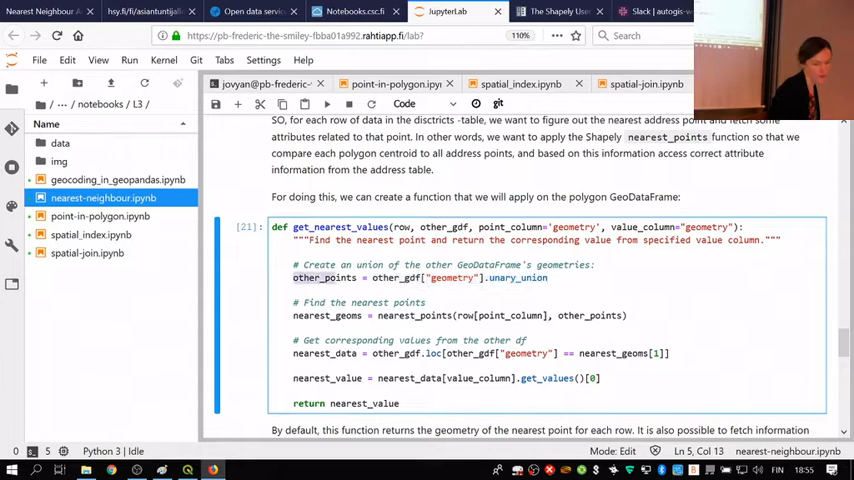 Nearest Neighbour A
hsy.fi/fi/asiantuntijalle
Open data servic
Notebooks.csc.fi
JupyterLab
The Shapely Use
Slack | autogis-w
https://pb-frederic-the-smiley-fbba01a992.rahtiapp.fi/lab?
110%
Search
File Edit View Run Kernel Git Tabs Settings Help
jovyan@pb-frederic-
point-in-polygon.ipyr
spatial_index.ipynb
spatial-join.ipynb
Code
git
/ ... / notebooks / L3 /
Name
data
img
geocoding_in_geopandas.ipynb
nearest-neighbour.ipynb
point-in-polygon.ipynb
spatial_index.ipynb
spatial-join.ipynb
SO, for each row of data in the disctricts -table, we want to figure out the nearest address point and fetch some
attributes related to that point. In other words, we want to apply the Shapely nearest_points function so that we
compare each polygon centroid to all address points, and based on this information access correct attribute
information from the address table.
For doing this, we can create a function that we will apply on the polygon GeoDataFrame:
[21]:
def get_nearest_values(row, other_gdf, point_column='geometry', value_column="geometry"):
"""Find the nearest point and return the corresponding value from specified value column."""
# Create an union of the other GeoDataFrame's geometries:
other_points = other_gdf["geometry"].unary_union
# Find the nearest points
nearest_geoms = nearest_points(row[point_column], other_points)
# Get corresponding values from the other df
nearest_data = other_gdf.loc[other_gdf["geometry"] == nearest_geoms[1]]
nearest_value = nearest_data[value_column].get_values()[0]
return nearest_value
By default, this function returns the geometry of the nearest point for each row. It is also possible to fetch information
0
5
Python 3 | Idle
Mode: Edit
Ln 5, Col 13
nearest-neighbour.ipynb
FIN
18:55